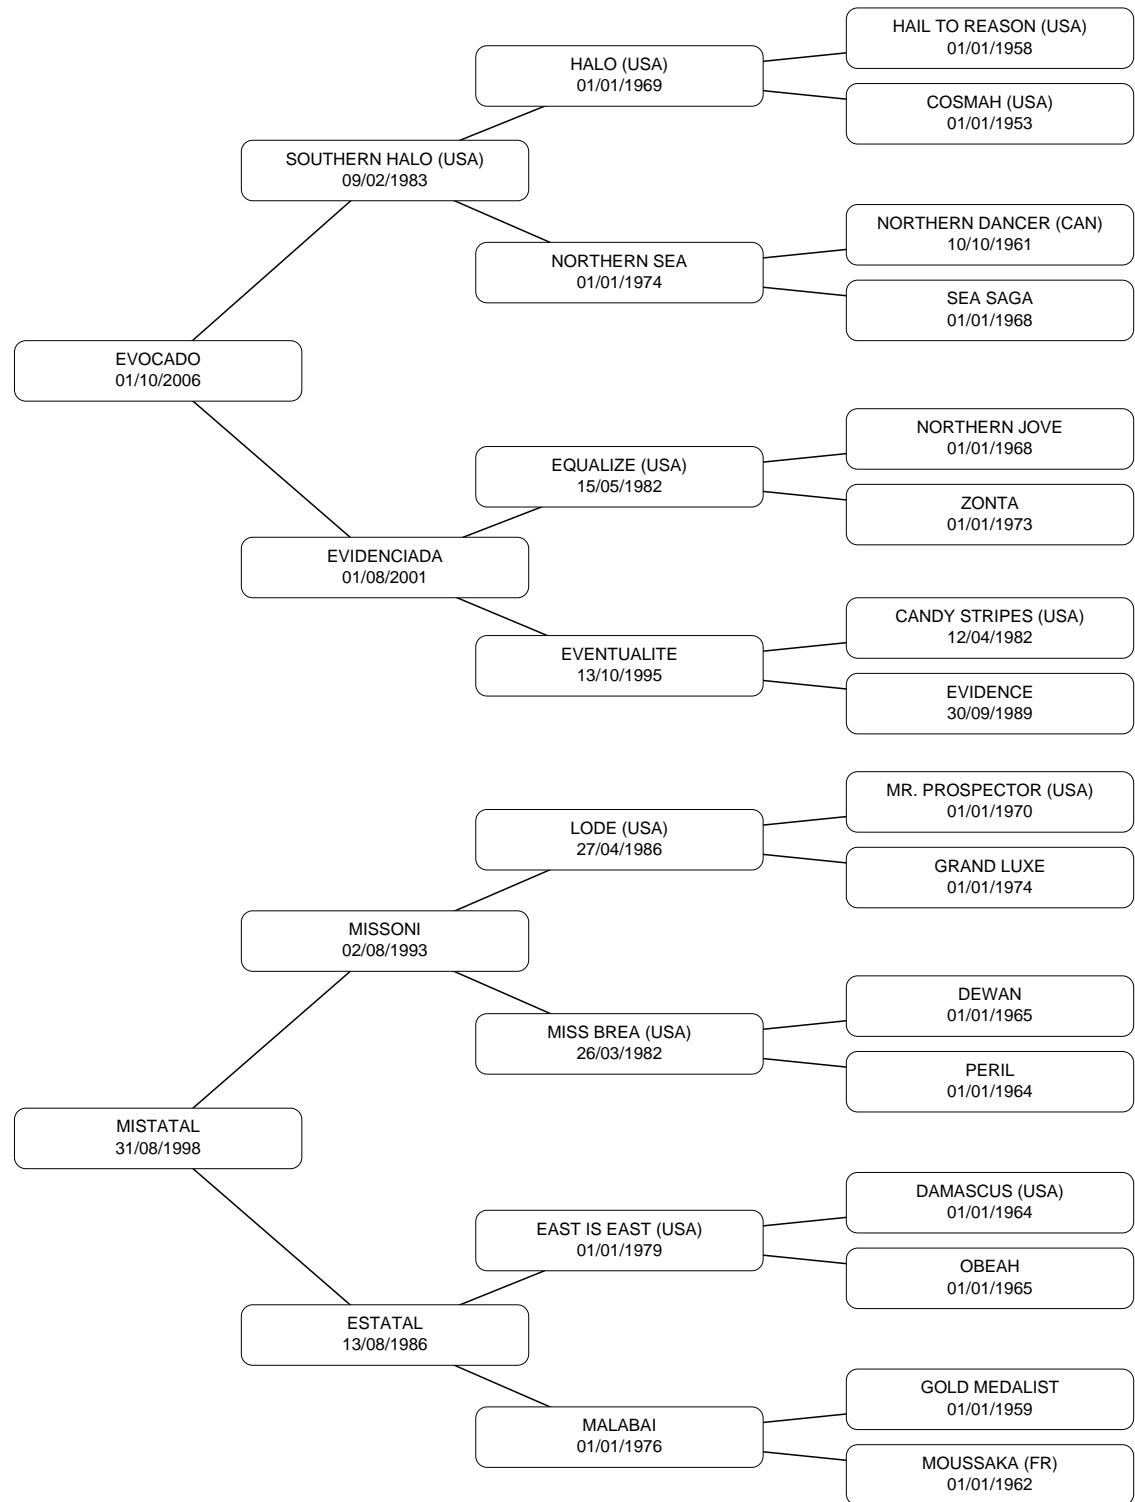 HAIL TO REASON (USA)
01/01/1958
HALO (USA)
01/01/1969
COSMAH (USA)
01/01/1953
SOUTHERN HALO (USA)
09/02/1983
NORTHERN DANCER (CAN)
10/10/1961
NORTHERN SEA
01/01/1974
SEA SAGA
01/01/1968
EVOCADO
01/10/2006
NORTHERN JOVE
01/01/1968
EQUALIZE (USA)
15/05/1982
ZONTA
01/01/1973
EVIDENCIADA
01/08/2001
CANDY STRIPES (USA)
12/04/1982
EVENTUALITE
13/10/1995
EVIDENCE
30/09/1989
MR. PROSPECTOR (USA)
01/01/1970
LODE (USA)
27/04/1986
GRAND LUXE
01/01/1974
MISSONI
02/08/1993
DEWAN
01/01/1965
MISS BREA (USA)
26/03/1982
PERIL
01/01/1964
MISTATAL
31/08/1998
DAMASCUS (USA)
01/01/1964
EAST IS EAST (USA)
01/01/1979
OBEAH
01/01/1965
ESTATAL
13/08/1986
GOLD MEDALIST
01/01/1959
MALABAI
01/01/1976
MOUSSAKA (FR)
01/01/1962